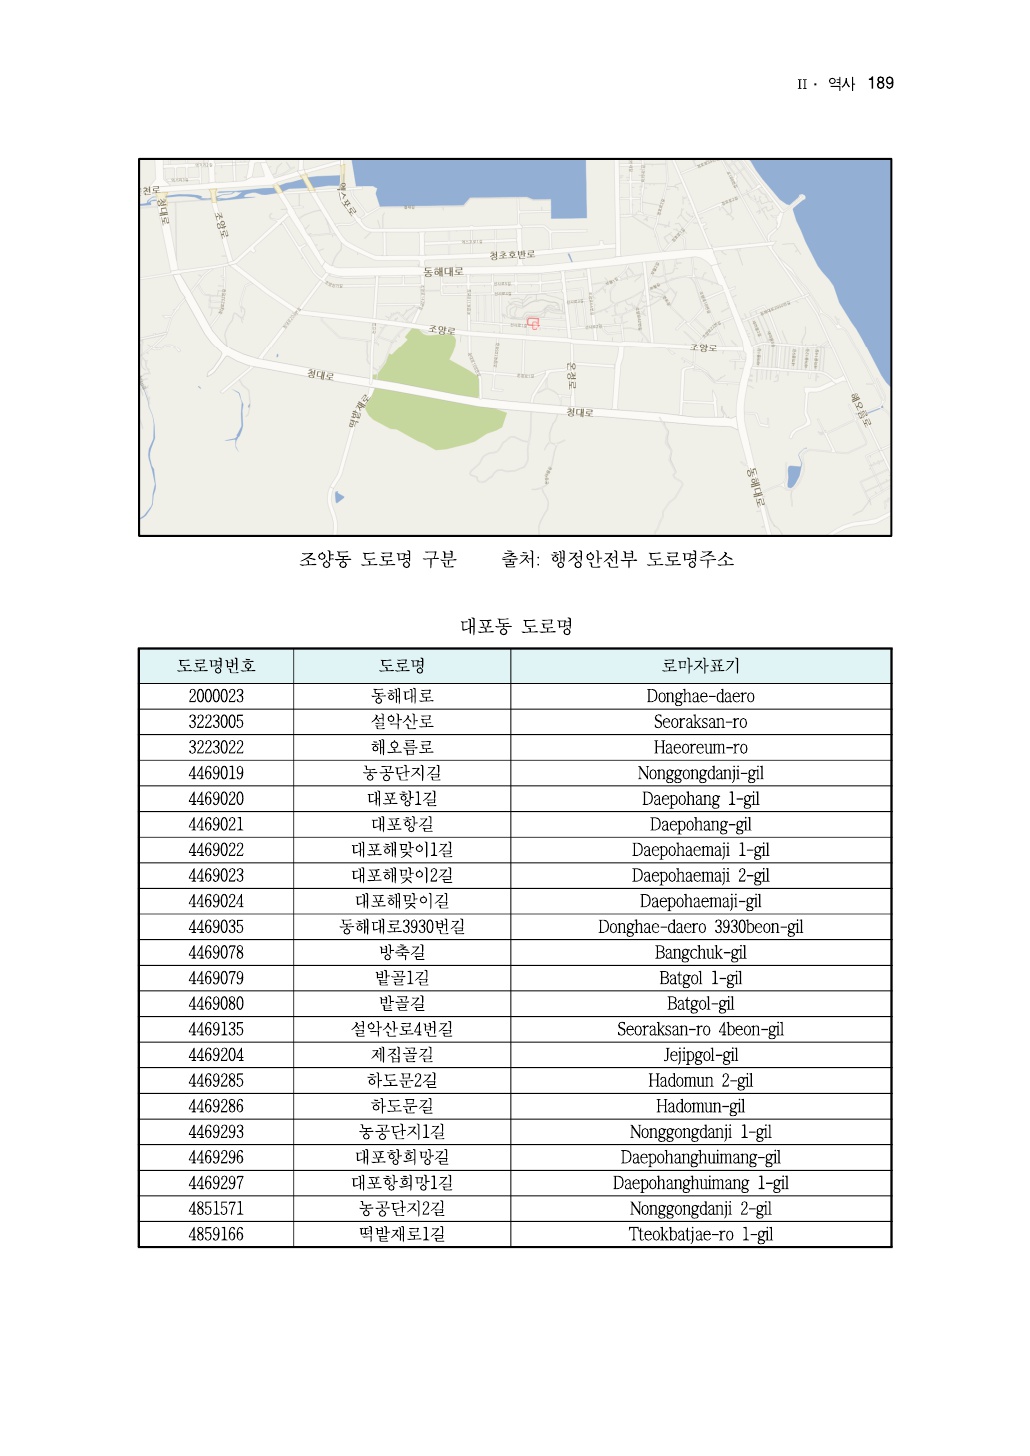 II · 역사 189
천로
청대로
조양로
엑스포로
청초호반로
동해대로
조양로
조양로
청대로
온정로
떡밭재로
청대로
해오름로
동해대로
조양동 도로명 구분 출처: 행정안전부 도로명주소
대포동 도로명
도로명번호 도로명 로마자표기
2000023 동해대로 Donghae-daero
3223005 설악산로 Seoraksan-ro
3223022 해오름로 Haeoreum-ro
4469019 농공단지길 Nonggongdanji-gil
4469020 대포항1길 Daepohang 1-gil
4469021 대포항길 Daepohang-gil
4469022 대포해맞이1길 Daepohaemaji 1-gil
4469023 대포해맞이2길 Daepohaemaji 2-gil
4469024 대포해맞이길 Daepohaemaji-gil
4469035 동해대로3930번길 Donghae-daero 3930beon-gil
4469078 방축길 Bangchuk-gil
4469079 밭골1길 Batgol 1-gil
4469080 밭골길 Batgol-gil
4469135 설악산로4번길 Seoraksan-ro 4beon-gil
4469204 제집골길 Jejipgol-gil
4469285 하도문2길 Hadomun 2-gil
4469286 하도문길 Hadomun-gil
4469293 농공단지1길 Nonggongdanji 1-gil
4469296 대포항희망길 Daepohanghuimang-gil
4469297 대포항희망1길 Daepohanghuimang 1-gil
4851571 농공단지2길 Nonggongdanji 2-gil
4859166 떡밭재로1길 Tteokbatjae-ro 1-gil